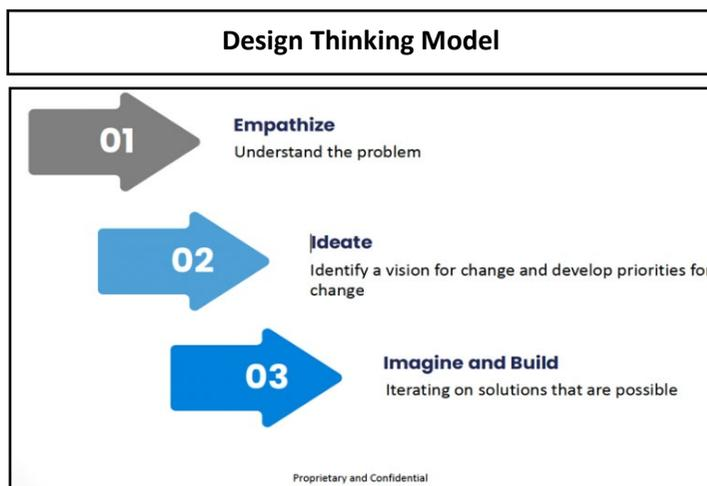 Design Thinking Model
01
Empathize
Understand the problem
02
Ideate
Identify a vision for change and develop priorities for
change
03
Imagine and Build
Iterating on solutions that are possible
Proprietary and Confidential